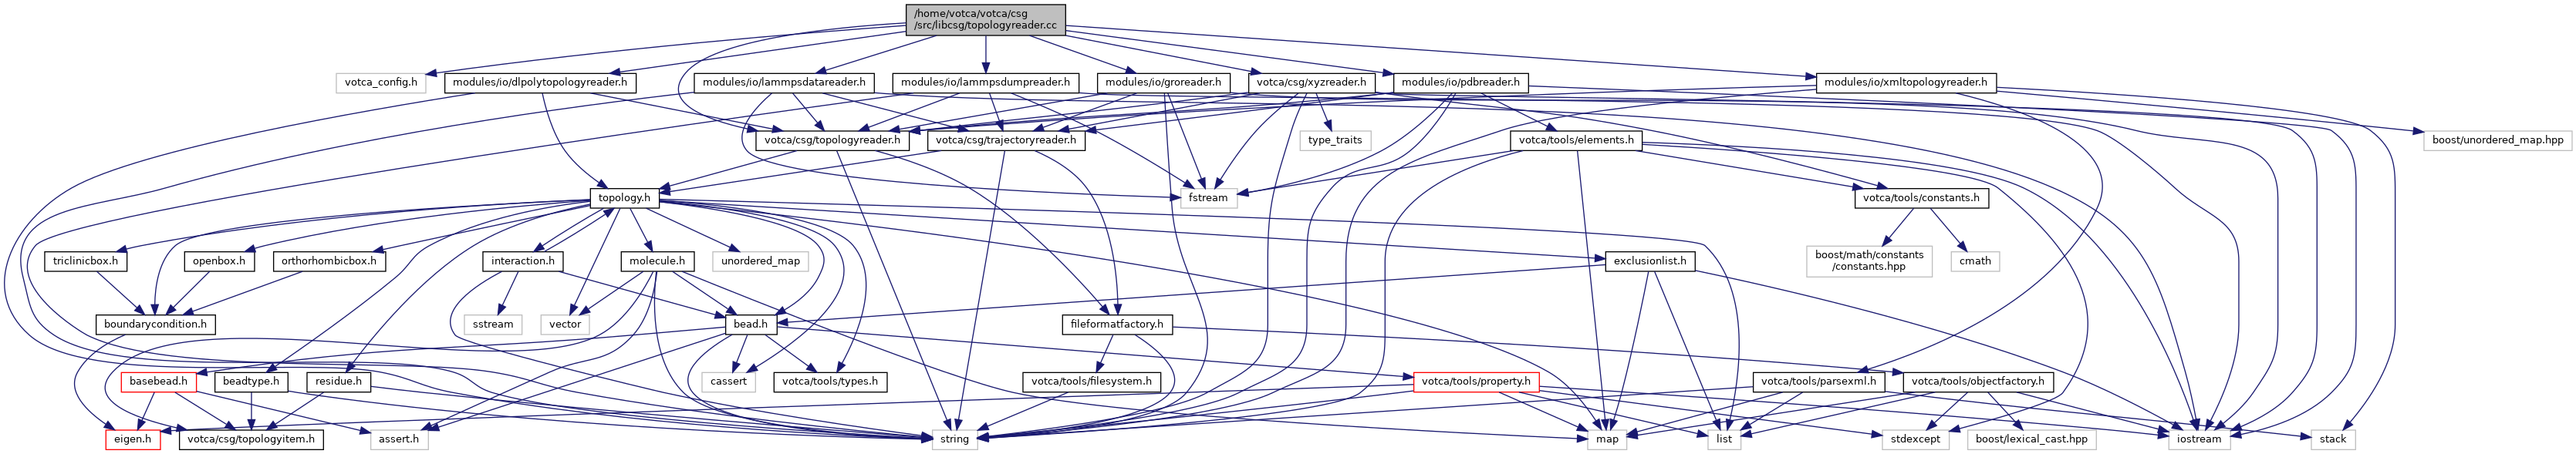 /home/votca/votca/csg
/src/libcsg/topologyreader.cc
votca_config.h
modules/io/dlpolytopologyreader.h
modules/io/lammpsdatareader.h
modules/io/lammpsdumpreader.h
modules/io/groreader.h
votca/csg/xyzreader.h
modules/io/pdbreader.h
modules/io/xmltopologyreader.h
votca/csg/topologyreader.h
votca/csg/trajectoryreader.h
type_traits
votca/tools/elements.h
boost/unordered_map.hpp
topology.h
fstream
votca/tools/constants.h
triclinicbox.h
openbox.h
orthorhombicbox.h
interaction.h
molecule.h
unordered_map
exclusionlist.h
boost/math/constants
/constants.hpp
cmath
boundarycondition.h
sstream
vector
bead.h
fileformatfactory.h
basebead.h
beadtype.h
residue.h
cassert
votca/tools/types.h
votca/tools/filesystem.h
votca/tools/property.h
votca/tools/parsexml.h
votca/tools/objectfactory.h
eigen.h
votca/csg/topologyitem.h
assert.h
string
map
list
stdexcept
boost/lexical_cast.hpp
iostream
stack